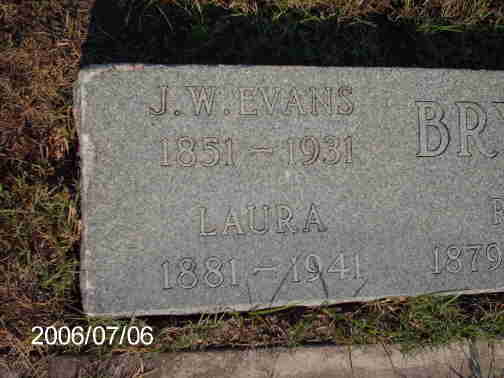 J. W. EVANS
1851 – 1931
LAURA
1881 – 1941
BR
1879
2006/07/06